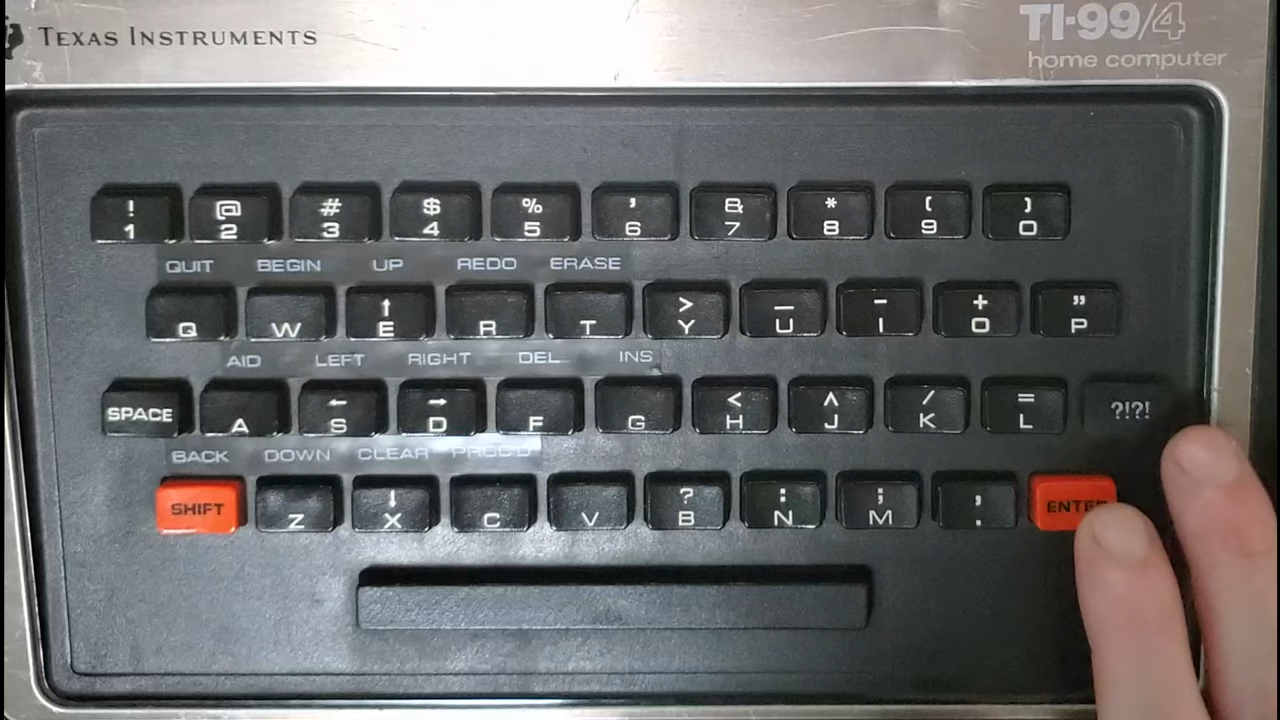 TEXAS INSTRUMENTS
TI-99/4
home computer
! @ # $ % ' & * ( )
1 2 3 4 5 6 7 8 9 0
QUIT BEGIN UP REDO ERASE
↑ > _ - + "
Q W E R T Y U I O P
AID LEFT RIGHT DEL INS
← → < ^ / =
SPACE A S D F G H J K L ?!?!
BACK DOWN CLEAR PROC'D
↓ ? : ; ,
SHIFT Z X C V B N M . ENTER